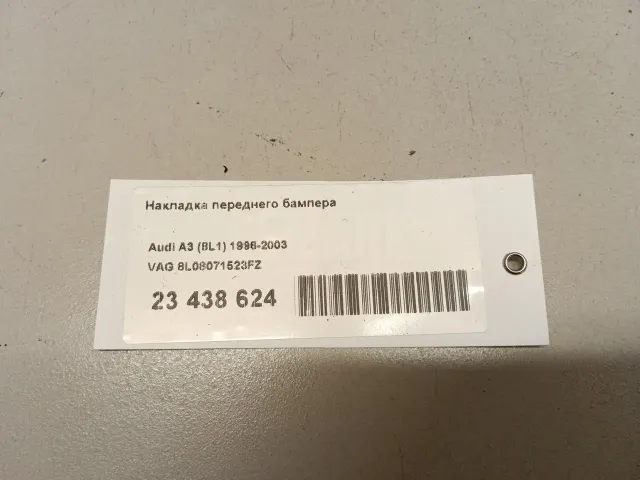 Накладка переднего бампера
Audi A3 (8L1) 1996-2003
VAG 8L08071523FZ
23 438 624